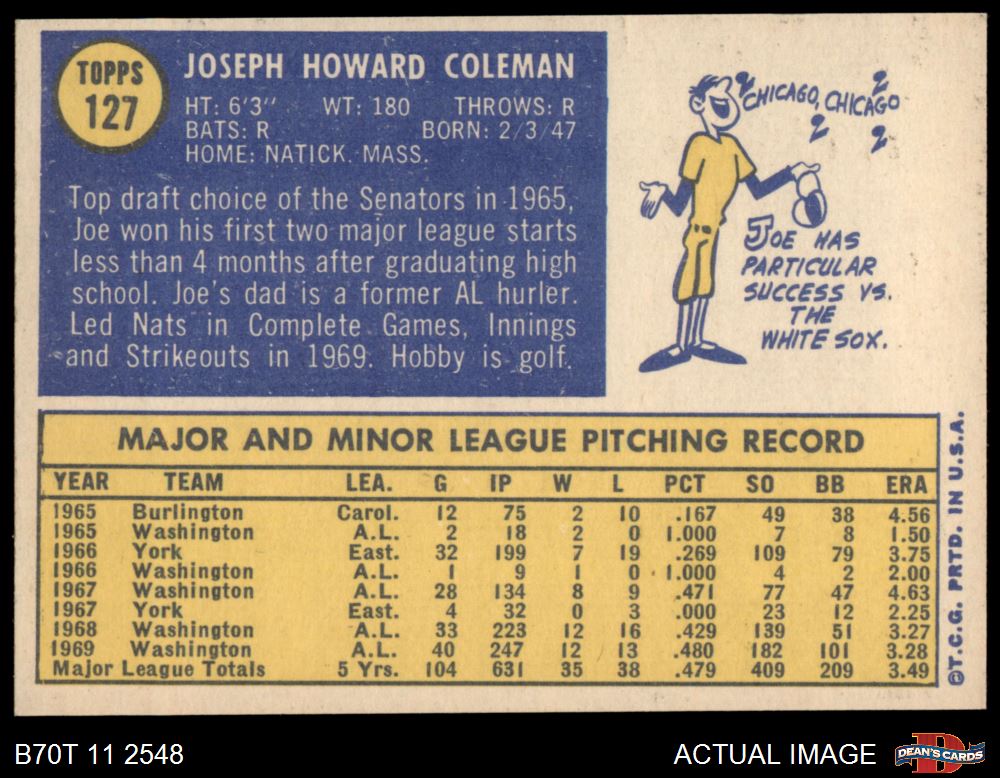 TOPPS
127
JOSEPH HOWARD COLEMAN
HT: 6'3" WT: 180 THROWS: R
BATS: R BORN: 2/3/47
HOME: NATICK. MASS.
Top draft choice of the Senators in 1965,
Joe won his first two major league starts
less than 4 months after graduating high
school. Joe's dad is a former AL hurler.
Led Nats in Complete Games, Innings
and Strikeouts in 1969. Hobby is golf.
CHICAGO, CHICAGO
JOE HAS
PARTICULAR
SUCCESS VS.
THE
WHITE SOX.
MAJOR AND MINOR LEAGUE PITCHING RECORD
YEAR TEAM LEA. G IP W L PCT SO BB ERA
1965 Burlington Carol. 12 75 2 10 .167 49 38 4.56
1965 Washington A.L. 2 18 2 0 1.000 7 8 1.50
1966 York East. 32 199 7 19 .269 109 79 3.75
1966 Washington A.L. 1 9 1 0 1.000 4 2 2.00
1967 Washington A.L. 28 134 8 9 .471 77 47 4.63
1967 York East. 4 32 0 3 .000 23 12 2.25
1968 Washington A.L. 33 223 12 16 .429 139 51 3.27
1969 Washington A.L. 40 247 12 13 .480 182 101 3.28
Major League Totals 5 Yrs. 104 631 35 38 .479 409 209 3.49
©T.C.G. PRTD. IN U.S.A.
B70T 11 2548
ACTUAL IMAGE
D
DEAN'S CARDS